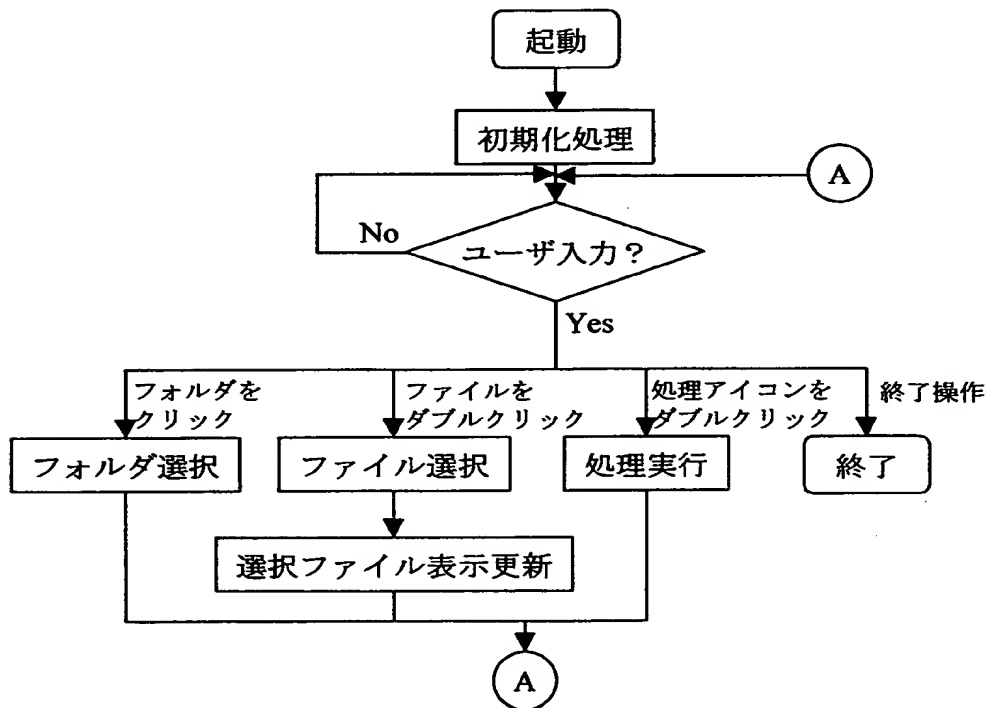 起動
初期化処理
A
No
ユーザ入力？
Yes
フォルダを
クリック
ファイルを
ダブルクリック
処理アイコンを
ダブルクリック
終了操作
フォルダ選択
ファイル選択
処理実行
終了
選択ファイル表示更新
A